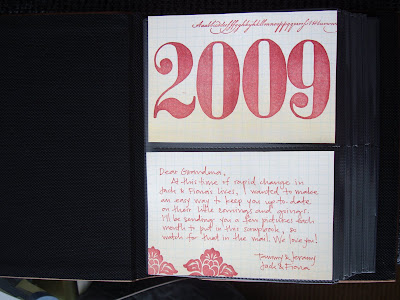 2009
Dear Grandma,
At this time of rapid change in
Jack & Fiona's lives, I wanted to make
an easy way to keep you up-to-date
on their little comings and goings.
I'll be sending you a few pictures each
month to put in this scrapbook, so
watch for that in the mail. We love you!
Tammy & Jeremy
Jack & Fiona